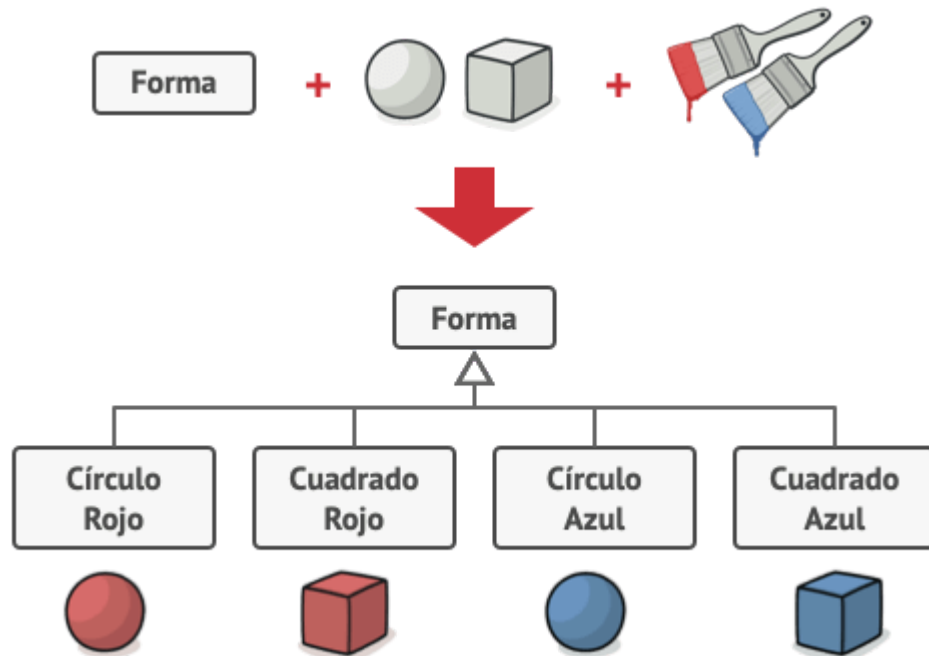 Forma
+
+
Forma
Círculo
Rojo
Cuadrado
Rojo
Círculo
Azul
Cuadrado
Azul